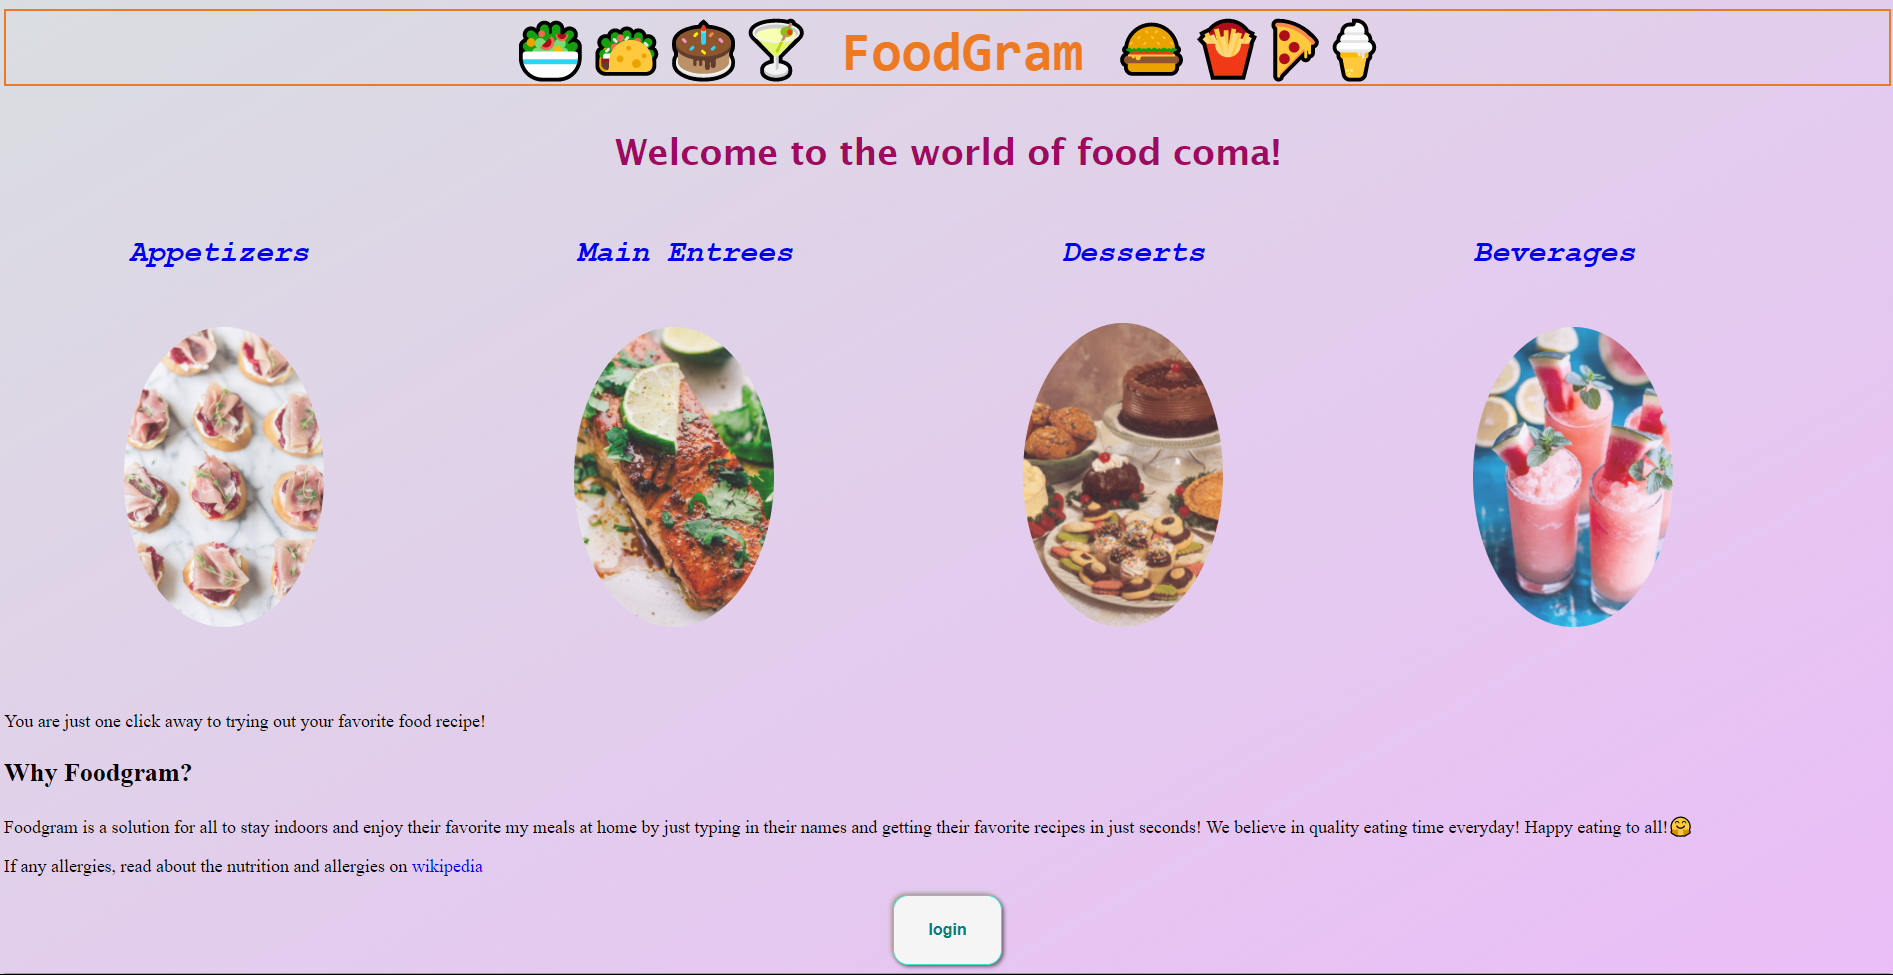 FoodGram
Welcome to the world of food coma!
Appetizers
Main Entrees
Desserts
Beverages
You are just one click away to trying out your favorite food recipe!
Why Foodgram?
Foodgram is a solution for all to stay indoors and enjoy their favorite my meals at home by just typing in their names and getting their favorite recipes in just seconds! We believe in quality eating time everyday! Happy eating to all!🤗
If any allergies, read about the nutrition and allergies on wikipedia
login